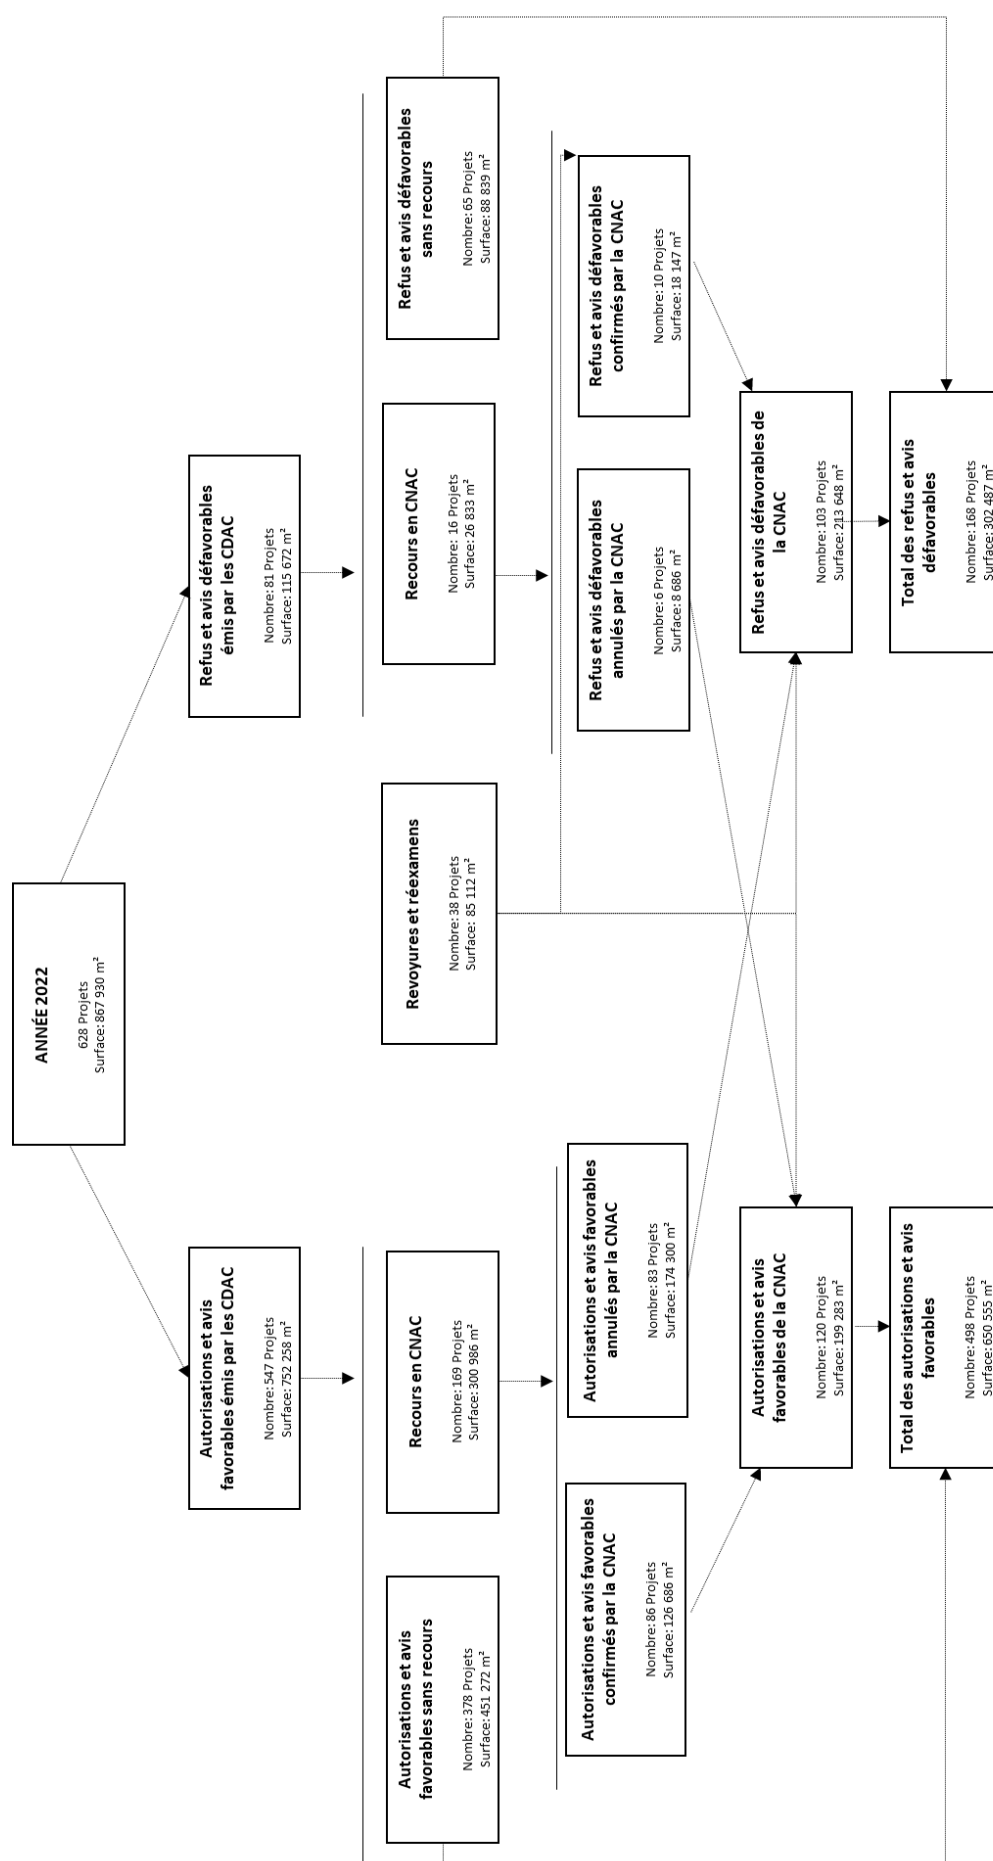 ANNÉE 2022
628 Projets
Surface: 867 930 m²
Autorisations et avis
favorables émis par les CDAC
Nombre: 547 Projets
Surface: 752 258 m²
Refus et avis défavorables
émis par les CDAC
Nombre: 81 Projets
Surface: 115 672 m²
Autorisations et avis
favorables sans recours
Nombre: 378 Projets
Surface: 451 272 m²
Recours en CNAC
Nombre: 169 Projets
Surface: 300 986 m²
Revoyures et réexamens
Nombre: 38 Projets
Surface: 85 112 m²
Recours en CNAC
Nombre: 16 Projets
Surface: 26 833 m²
Refus et avis défavorables
sans recours
Nombre: 65 Projets
Surface: 88 839 m²
Autorisations et avis favorables
confirmés par la CNAC
Nombre: 86 Projets
Surface: 126 686 m²
Autorisations et avis favorables
annulés par la CNAC
Nombre: 83 Projets
Surface: 174 300 m²
Refus et avis défavorables
annulés par la CNAC
Nombre: 6 Projets
Surface: 8 686 m²
Refus et avis défavorables
confirmés par la CNAC
Nombre: 10 Projets
Surface: 18 147 m²
Autorisations et avis
favorables de la CNAC
Nombre: 120 Projets
Surface: 199 283 m²
Refus et avis défavorables de
la CNAC
Nombre: 103 Projets
Surface: 213 648 m²
Total des autorisations et avis
favorables
Nombre: 498 Projets
Surface: 650 555 m²
Total des refus et avis
défavorables
Nombre: 168 Projets
Surface: 302 487 m²